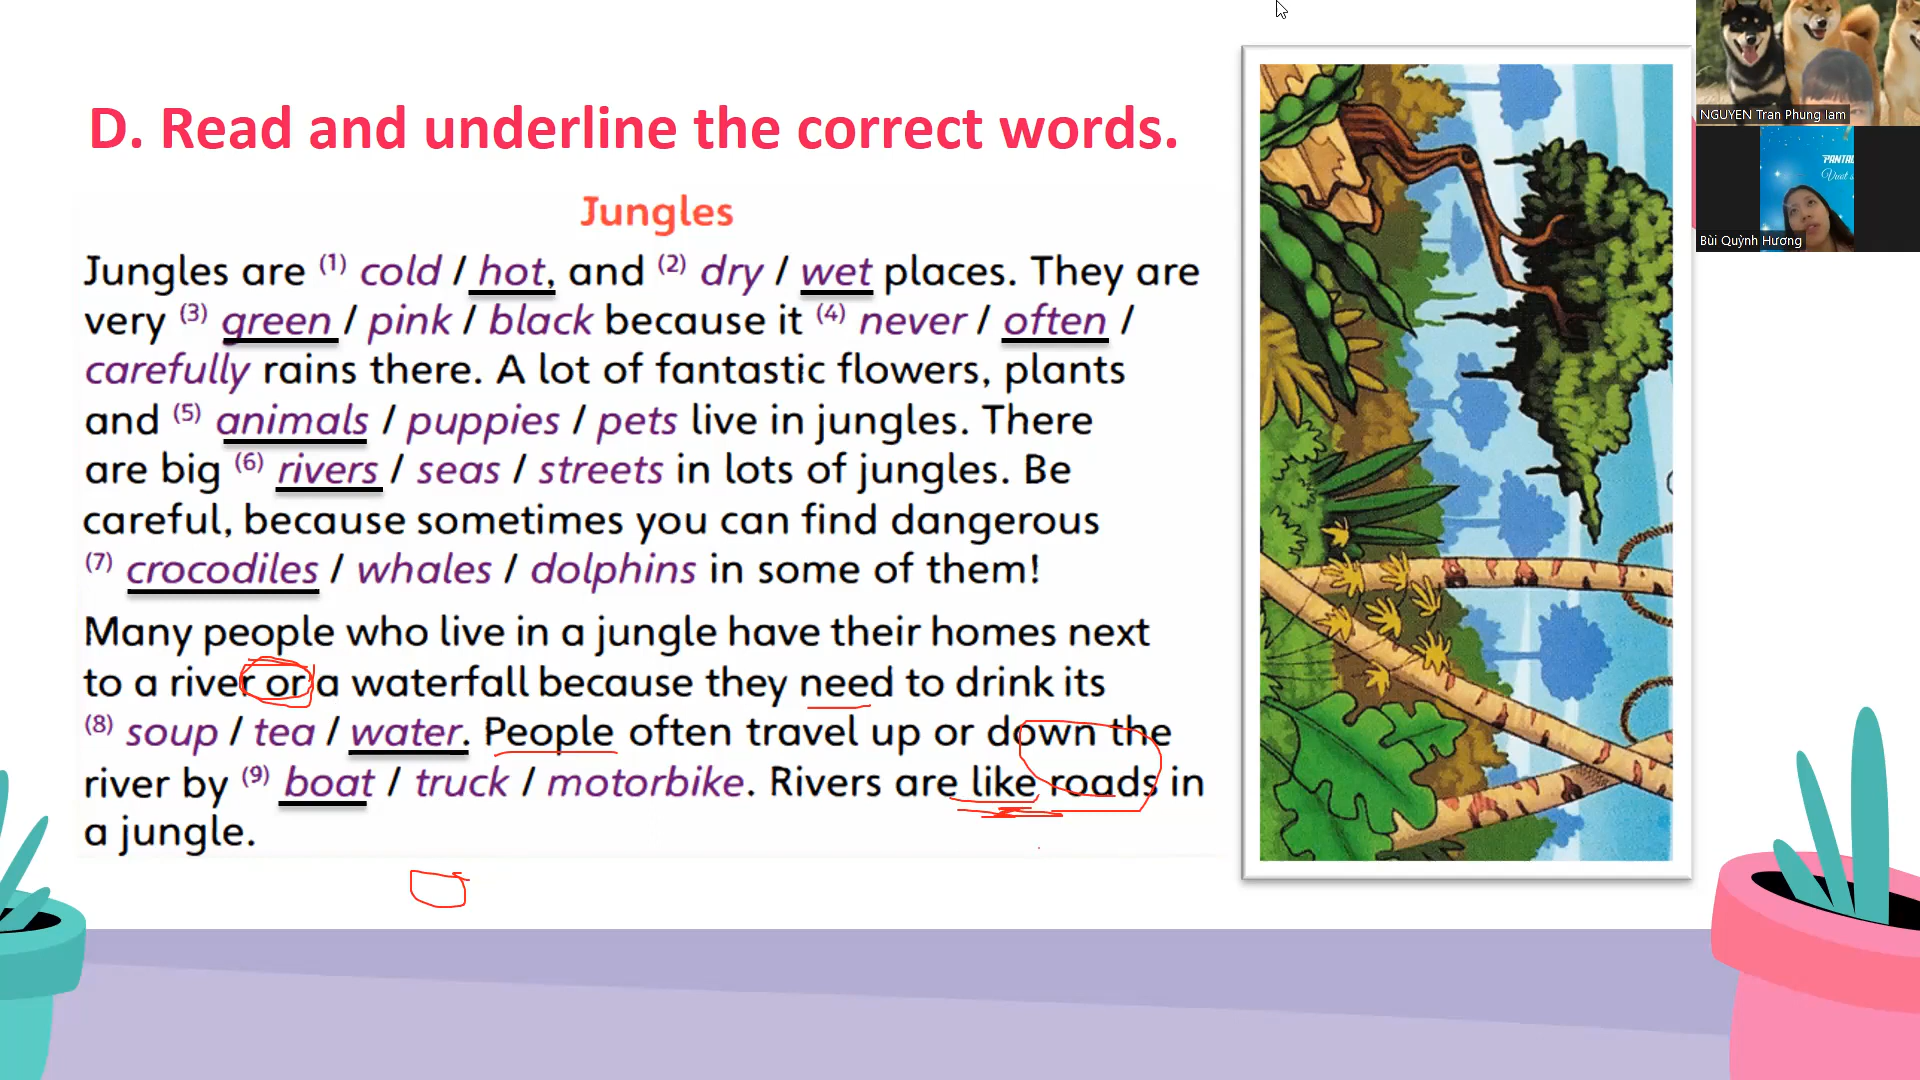 D. Read and underline the correct words.
Jungles
Jungles are (1) cold / hot, and (2) dry / wet places. They are
very (3) green / pink / black because it (4) never / often /
carefully rains there. A lot of fantastic flowers, plants
and (5) animals / puppies / pets live in jungles. There
are big (6) rivers / seas / streets in lots of jungles. Be
careful, because sometimes you can find dangerous
(7) crocodiles / whales / dolphins in some of them!
Many people who live in a jungle have their homes next
to a river or a waterfall because they need to drink its
(8) soup / tea / water. People often travel up or down the
river by (9) boat / truck / motorbike. Rivers are like roads in
a jungle.
NGUYEN Tran Phung lam
Bùi Quỳnh Hương